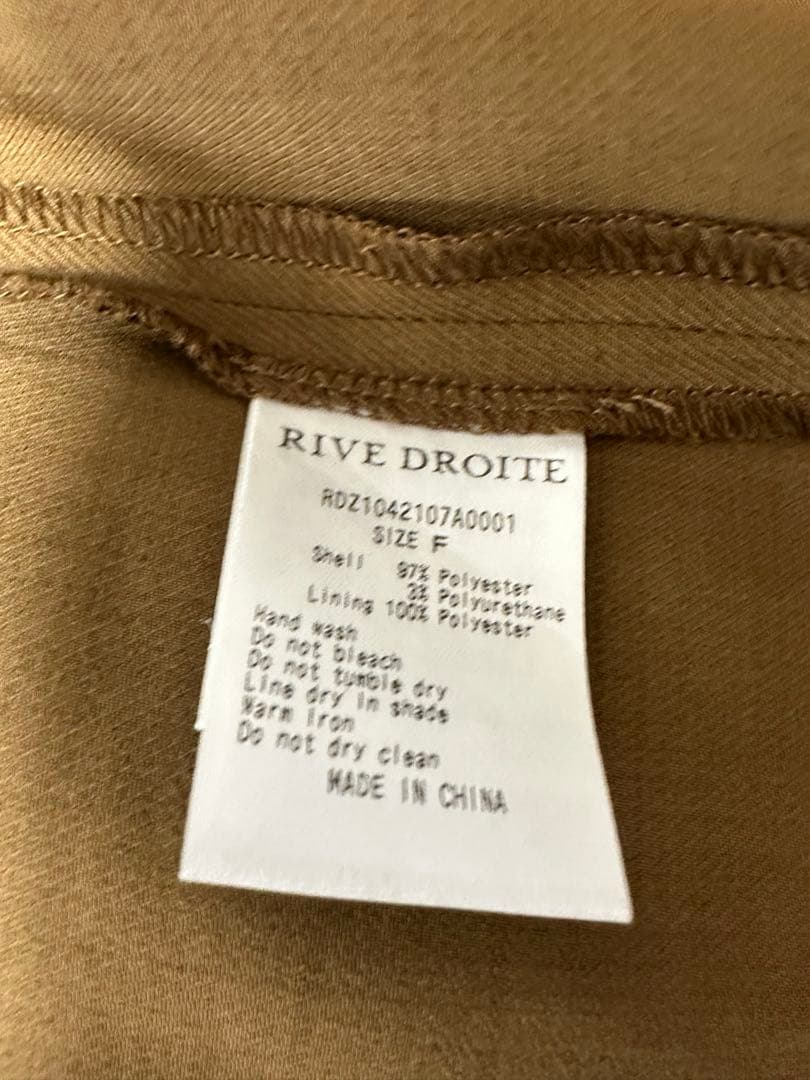 RIVE DROITE
RDZ1042107A0001
SIZE F
Shell 97% Polyester
3% Polyurethane
Lining 100% Polyester
Hand wash
Do not bleach
Do not tumble dry
Line dry in shade
Warm iron
Do not dry clean
MADE IN CHINA